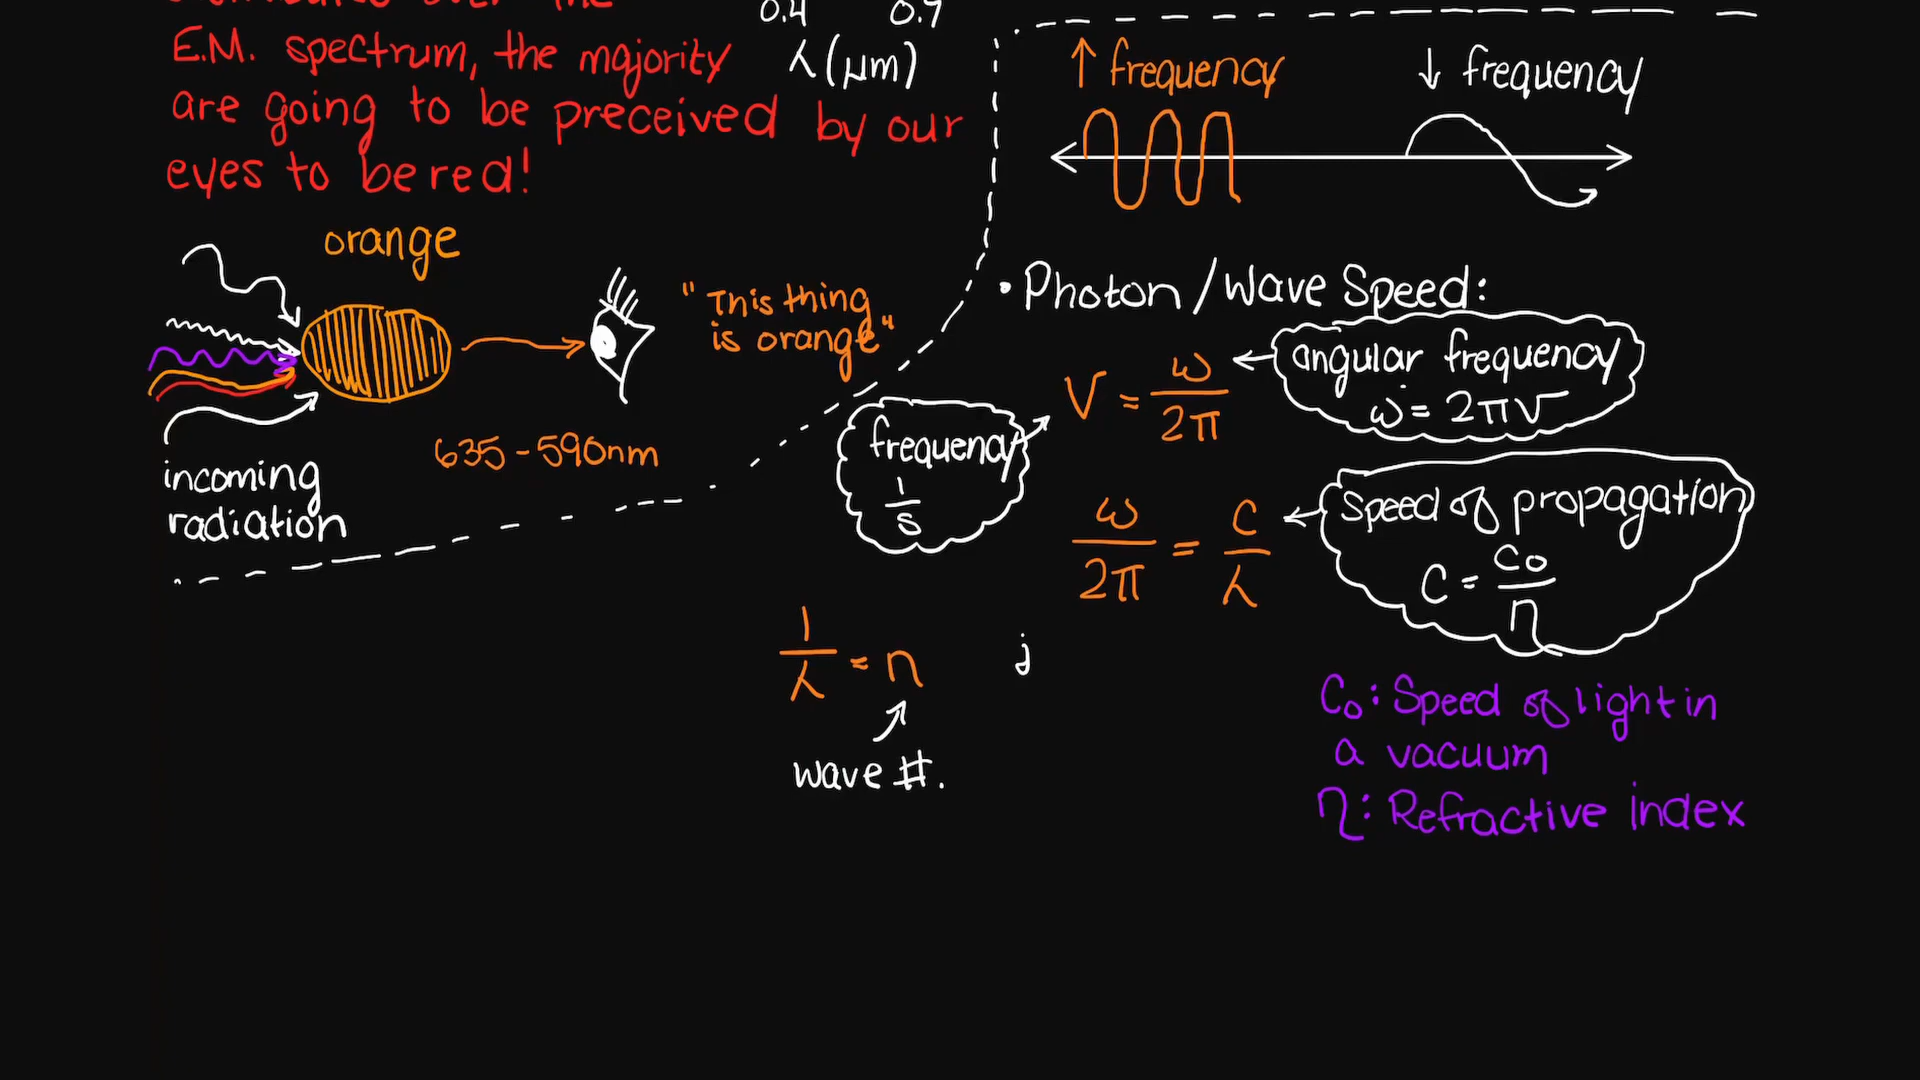 0.4 0.7
E.M. spectrum, the majority
λ(μm)
are going to be preceived by our
eyes to be red!
orange
"This thing
is orange"
635-590nm
incoming
radiation
↑ frequency
↓ frequency
• Photon/Wave Speed:
ν = ω/2π
angular frequency
ω = 2πν
frequency
1/s
ω/2π = c/λ
Speed of propagation
C = Co/η
1/λ = n
j
wave #.
Co: Speed of light in
a vacuum
η: Refractive index